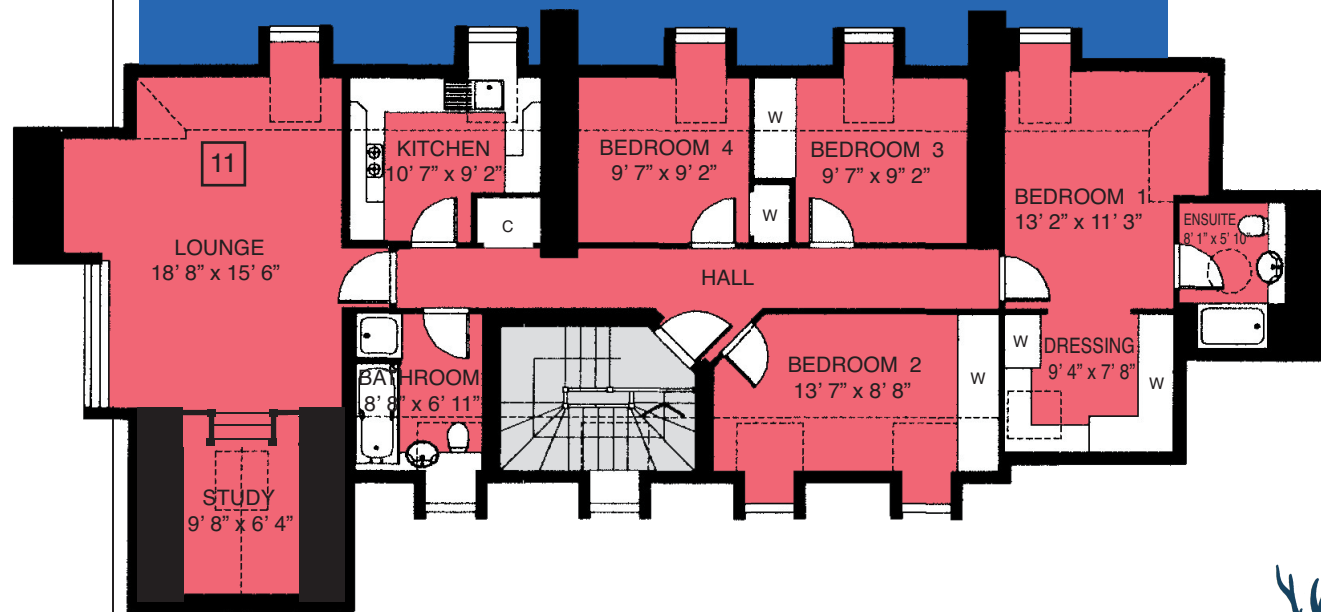 11
LOUNGE
18’ 8” x 15’ 6”
KITCHEN
10’ 7” x 9’ 2”
C
BEDROOM 4
9’ 7” x 9’ 2”
W
W
BEDROOM 3
9’ 7” x 9” 2”
BEDROOM 1
13’ 2” x 11’ 3”
ENSUITE
8’ 1” x 5’ 10”
HALL
BATHROOM
8’ 8” x 6’ 11”
BEDROOM 2
13’ 7” x 8’ 8”
W
W
DRESSING
9’ 4” x 7’ 8”
W
STUDY
9’ 8” x 6’ 4”